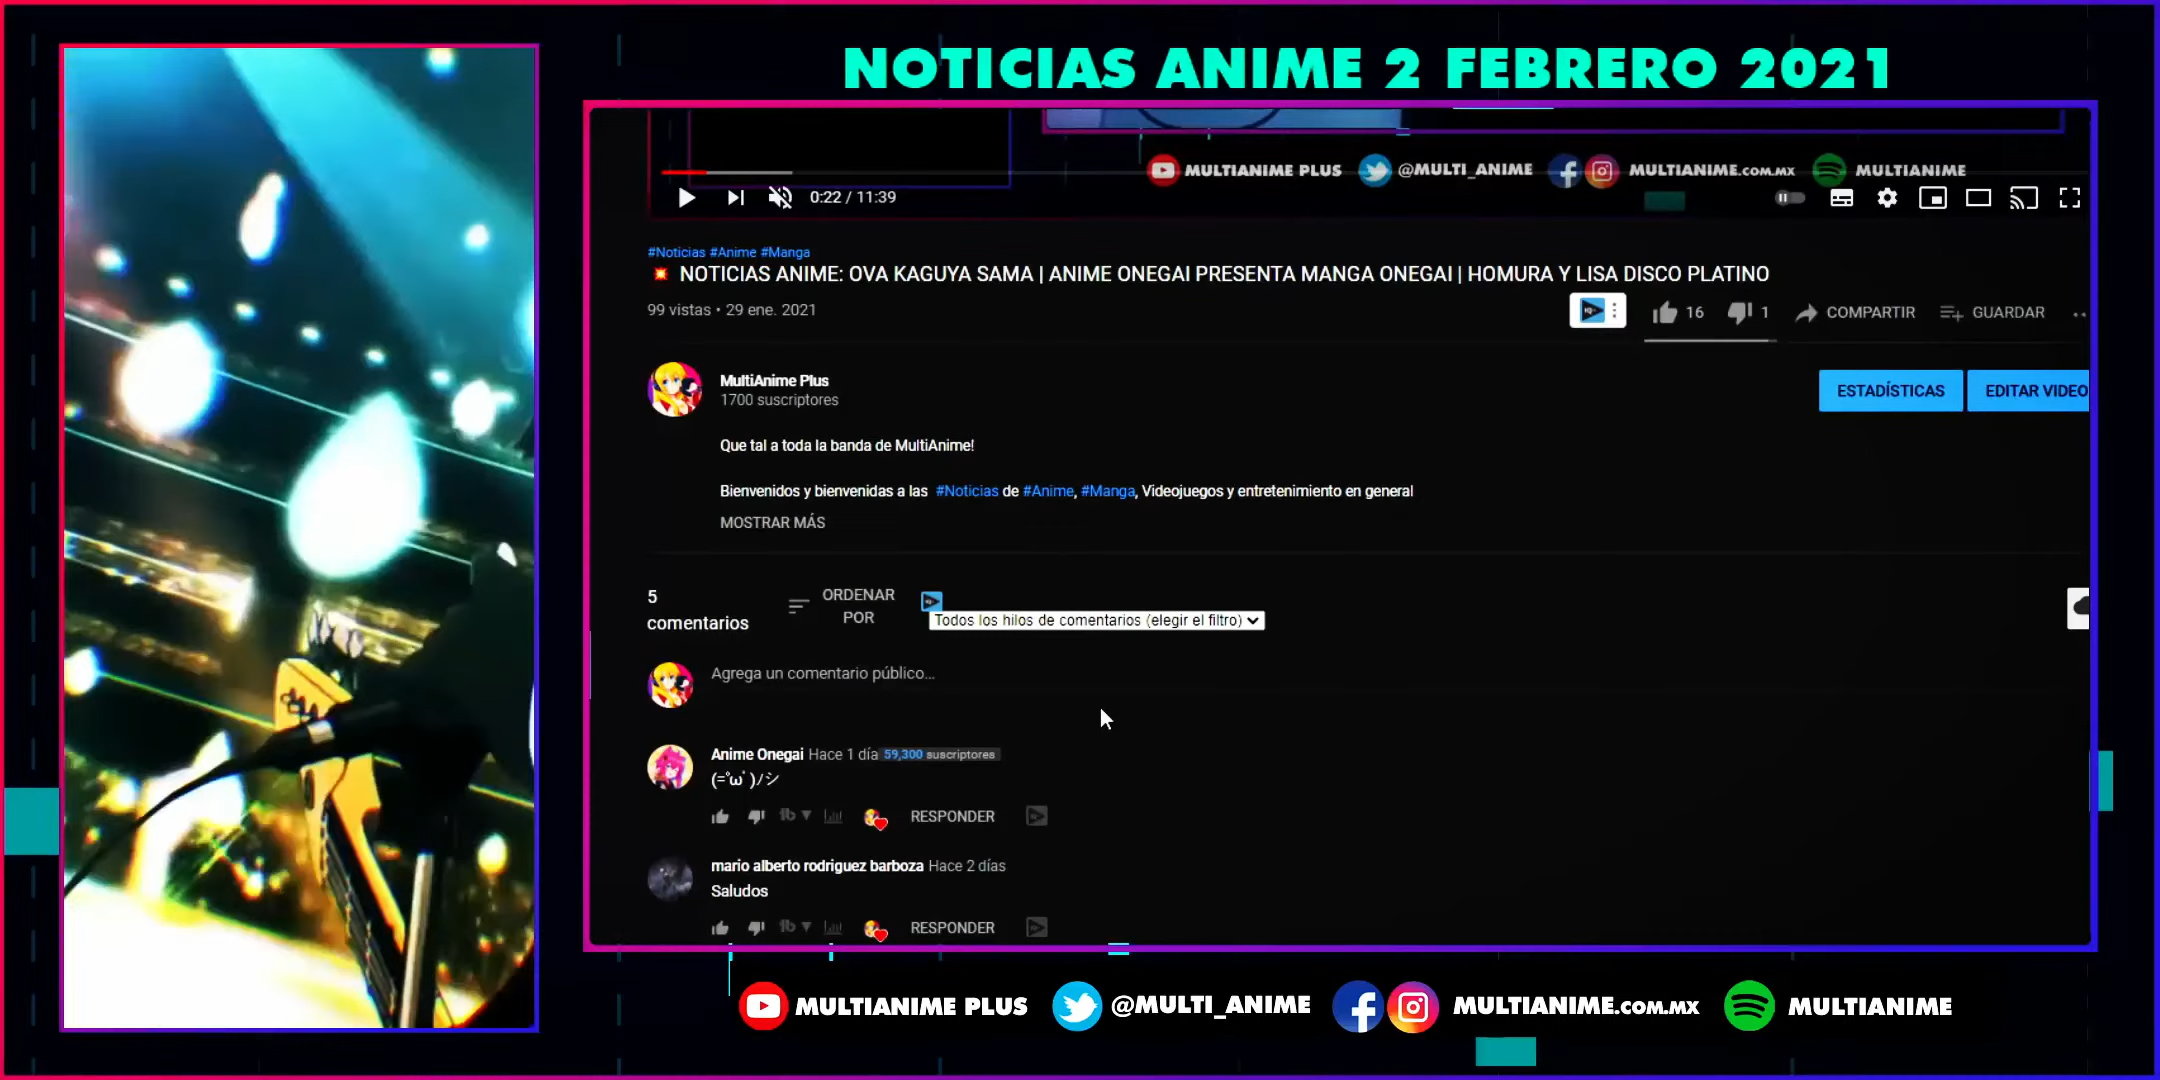 NOTICIAS ANIME 2 FEBRERO 2021
MULTIANIME PLUS @MULTI_ANIME MULTIANIME.COM.MX MULTIANIME
0:22 / 11:39
#Noticias #Anime #Manga
NOTICIAS ANIME: OVA KAGUYA SAMA | ANIME ONEGAI PRESENTA MANGA ONEGAI | HOMURA Y LISA DISCO PLATINO
99 vistas • 29 ene. 2021
16 1 COMPARTIR GUARDAR
MultiAnime Plus
1700 suscriptores
ESTADÍSTICAS EDITAR VIDEO
Que tal a toda la banda de MultiAnime!
Bienvenidos y bienvenidas a las #Noticias de #Anime, #Manga, Videojuegos y entretenimiento en general
MOSTRAR MÁS
5 comentarios
ORDENAR POR
Todos los hilos de comentarios (elegir el filtro)
Agrega un comentario público...
Anime Onegai Hace 1 día 59,300 suscriptores
(=ﾟωﾟ)ﾉシ
RESPONDER
mario alberto rodriguez barboza Hace 2 días
Saludos
RESPONDER
MULTIANIME PLUS @MULTI_ANIME MULTIANIME.COM.MX MULTIANIME